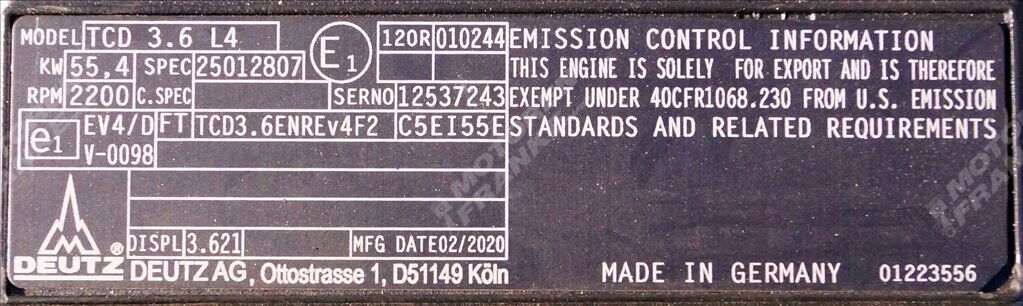 MODEL TCD 3.6 L4 E1 120R 010244
KW 55,4 SPEC 25012807
RPM 2200 C.SPEC SERNO 12537243
e1 EV4/D V-0098 FT TCD3.6ENREv4F2 C5EI55E
DISPL 3.621 MFG DATE02/2020
DEUTZ® DEUTZ AG, Ottostrasse 1, D51149 Köln
EMISSION CONTROL INFORMATION
THIS ENGINE IS SOLELY FOR EXPORT AND IS THEREFORE
EXEMPT UNDER 40CFR1068.230 FROM U.S. EMISSION
STANDARDS AND RELATED REQUIREMENTS
MADE IN GERMANY 01223556